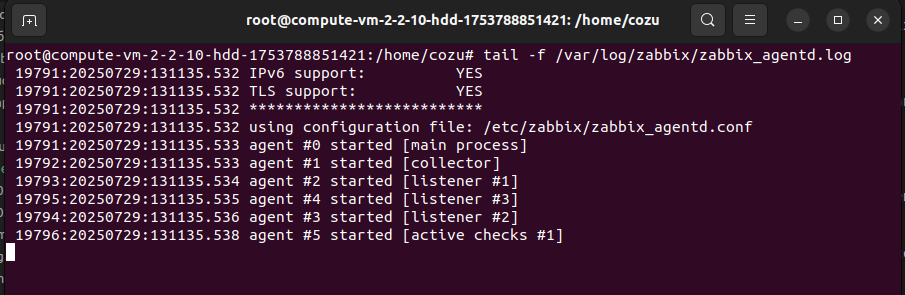 root@compute-vm-2-2-10-hdd-1753788851421: /home/cozu
root@compute-vm-2-2-10-hdd-1753788851421:/home/cozu# tail -f /var/log/zabbix/zabbix_agentd.log
19791:20250729:131135.532 IPv6 support:          YES
19791:20250729:131135.532 TLS support:           YES
19791:20250729:131135.532 **************************
19791:20250729:131135.532 using configuration file: /etc/zabbix/zabbix_agentd.conf
19791:20250729:131135.533 agent #0 started [main process]
19792:20250729:131135.533 agent #1 started [collector]
19793:20250729:131135.534 agent #2 started [listener #1]
19795:20250729:131135.535 agent #4 started [listener #3]
19794:20250729:131135.536 agent #3 started [listener #2]
19796:20250729:131135.538 agent #5 started [active checks #1]